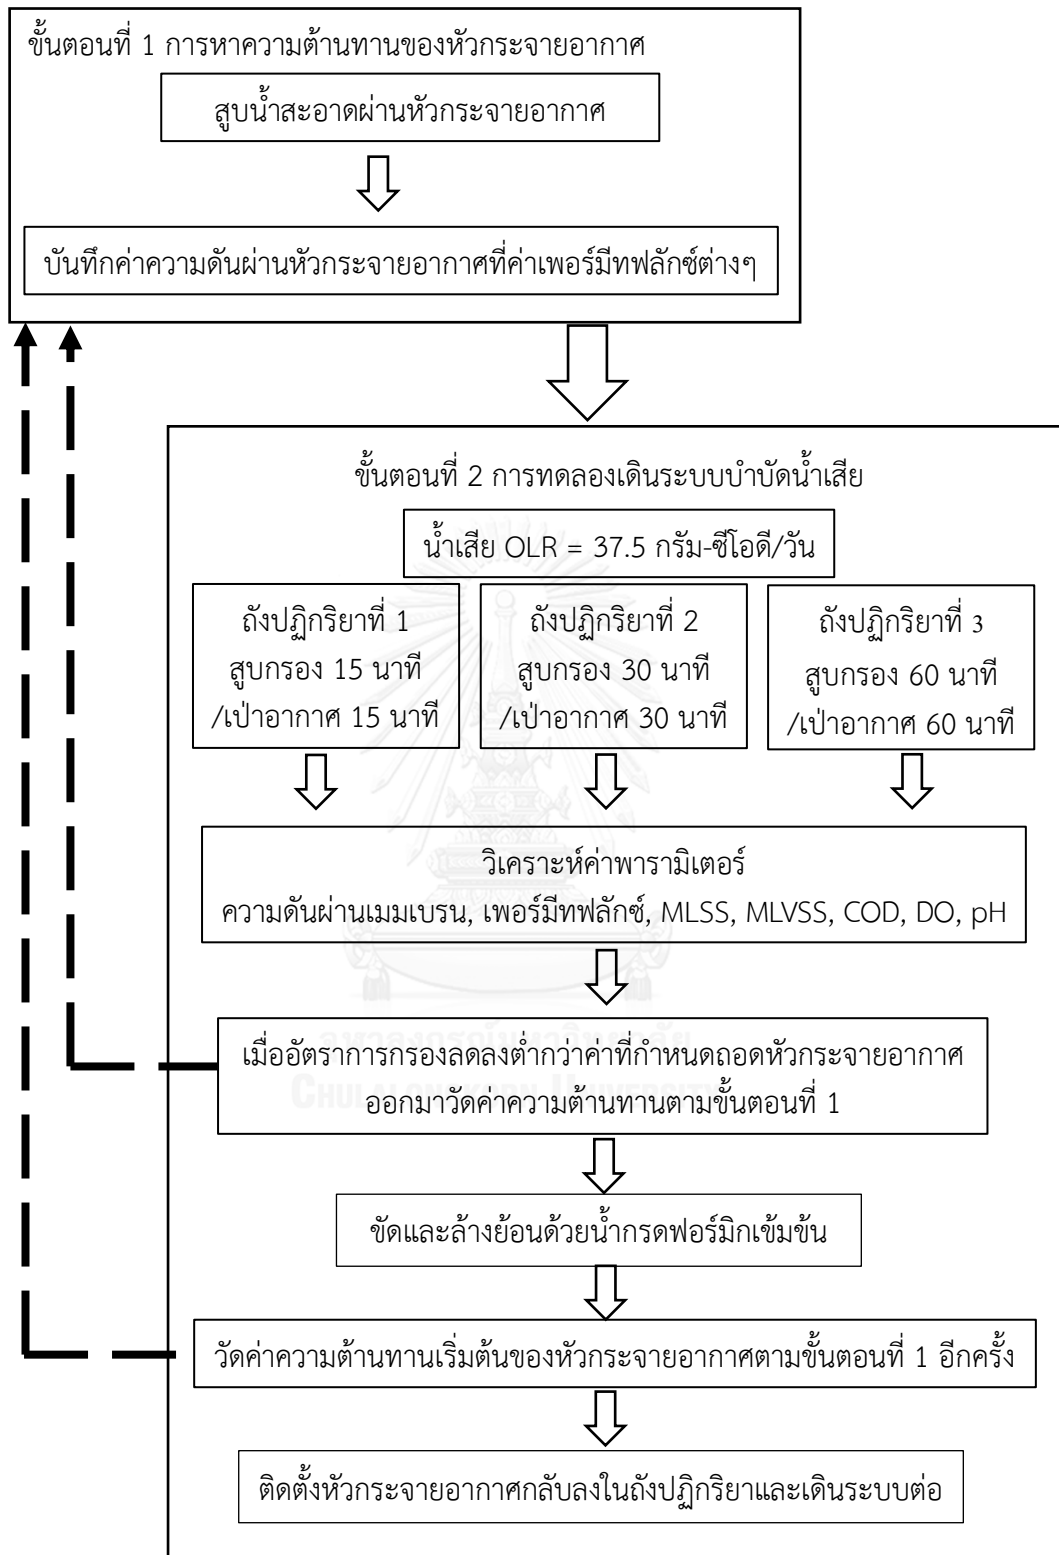 ขั้นตอนที่ 1 การหาความต้านทานของหัวกระจายอากาศ
สูบน้ำสะอาดผ่านหัวกระจายอากาศ
บันทึกค่าความดันผ่านหัวกระจายอากาศที่ค่าเพอร์มีทฟลักซ์ต่างๆ
ขั้นตอนที่ 2 การทดลองเดินระบบบำบัดน้ำเสีย
น้ำเสีย OLR = 37.5 กรัม-ซีโอดี/วัน
ถังปฏิกริยาที่ 1
สูบกรอง 15 นาที
/เป่าอากาศ 15 นาที
ถังปฏิกริยาที่ 2
สูบกรอง 30 นาที
/เป่าอากาศ 30 นาที
ถังปฏิกริยาที่ 3
สูบกรอง 60 นาที
/เป่าอากาศ 60 นาที
วิเคราะห์ค่าพารามิเตอร์
ความดันผ่านเมมเบรน, เพอร์มีทฟลักซ์, MLSS, MLVSS, COD, DO, pH
จุฬาลงกรณ์มหาวิทยาลัย
CHULALONGKORN UNIVERSITY
เมื่ออัตราการกรองลดลงต่ำกว่าค่าที่กำหนดถอดหัวกระจายอากาศ
ออกมาวัดค่าความต้านทานตามขั้นตอนที่ 1
ขัดและล้างย้อนด้วยน้ำกรดฟอร์มิกเข้มข้น
วัดค่าความต้านทานเริ่มต้นของหัวกระจายอากาศตามขั้นตอนที่ 1 อีกครั้ง
ติดตั้งหัวกระจายอากาศกลับลงในถังปฏิกริยาและเดินระบบต่อ